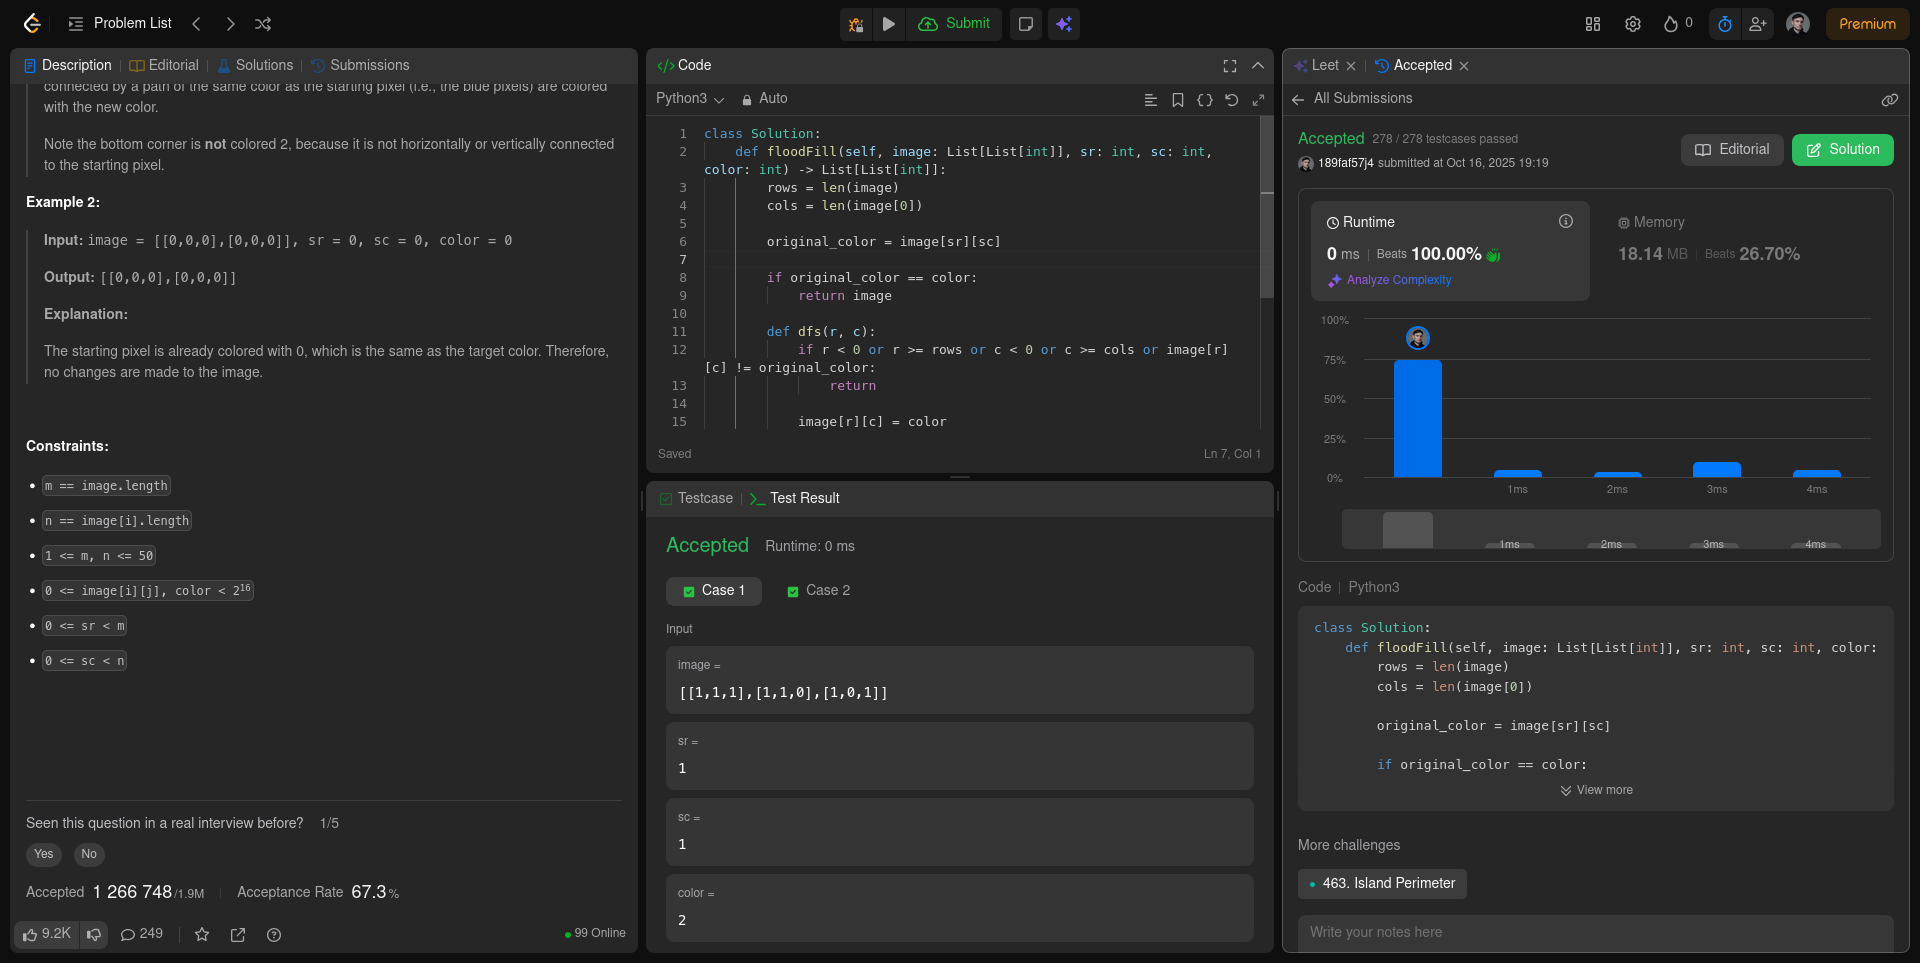 Problem List
Submit
0
Premium
Description
Editorial
Solutions
Submissions
connected by a path of the same color as the starting pixel (i.e., the blue pixels) are colored
with the new color.
Note the bottom corner is not colored 2, because it is not horizontally or vertically connected
to the starting pixel.
Example 2:
Input: image = [[0,0,0],[0,0,0]], sr = 0, sc = 0, color = 0
Output: [[0,0,0],[0,0,0]]
Explanation:
The starting pixel is already colored with 0, which is the same as the target color. Therefore,
no changes are made to the image.
Constraints:
m == image.length
n == image[i].length
1 <= m, n <= 50
0 <= image[i][j], color < 2^16
0 <= sr < m
0 <= sc < n
Seen this question in a real interview before? 1/5
Yes No
Accepted 1 266 748/1.9M Acceptance Rate 67.3%
9.2K 249 99 Online
Code
Python3 Auto
1 class Solution:
2     def floodFill(self, image: List[List[int]], sr: int, sc: int,
color: int) -> List[List[int]]:
3         rows = len(image)
4         cols = len(image[0])
5
6         original_color = image[sr][sc]
7
8         if original_color == color:
9             return image
10
11         def dfs(r, c):
12             if r < 0 or r >= rows or c < 0 or c >= cols or image[r]
[c] != original_color:
13                 return
14
15             image[r][c] = color
Saved Ln 7, Col 1
Testcase
Test Result
Accepted Runtime: 0 ms
Case 1 Case 2
Input
image =
[[1,1,1],[1,1,0],[1,0,1]]
sr =
1
sc =
1
color =
2
Leet Accepted
All Submissions
Accepted 278 / 278 testcases passed
189faf57j4 submitted at Oct 16, 2025 19:19
Editorial Solution
Runtime
0 ms Beats 100.00%
Analyze Complexity
Memory
18.14 MB Beats 26.70%
100%
75%
50%
25%
0%
1ms 2ms 3ms 4ms
1ms 2ms 3ms 4ms
Code Python3
class Solution:
    def floodFill(self, image: List[List[int]], sr: int, sc: int, color:
        rows = len(image)
        cols = len(image[0])
        original_color = image[sr][sc]
        if original_color == color:
View more
More challenges
463. Island Perimeter
Write your notes here